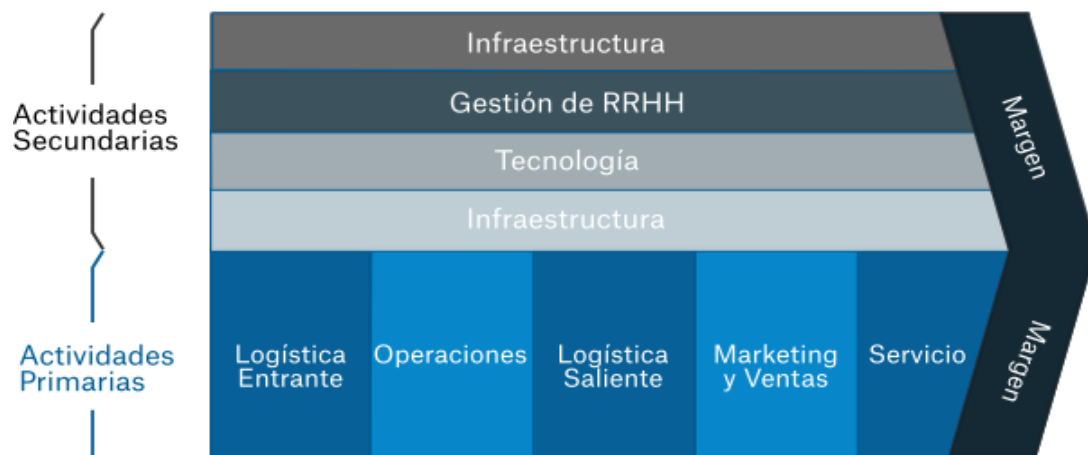 Actividades
Secundarias
Infraestructura
Gestión de RRHH
Tecnología
Infraestructura
Margen
Actividades
Primarias
Logística
Entrante
Operaciones
Logística
Saliente
Marketing
y Ventas
Servicio
Margen